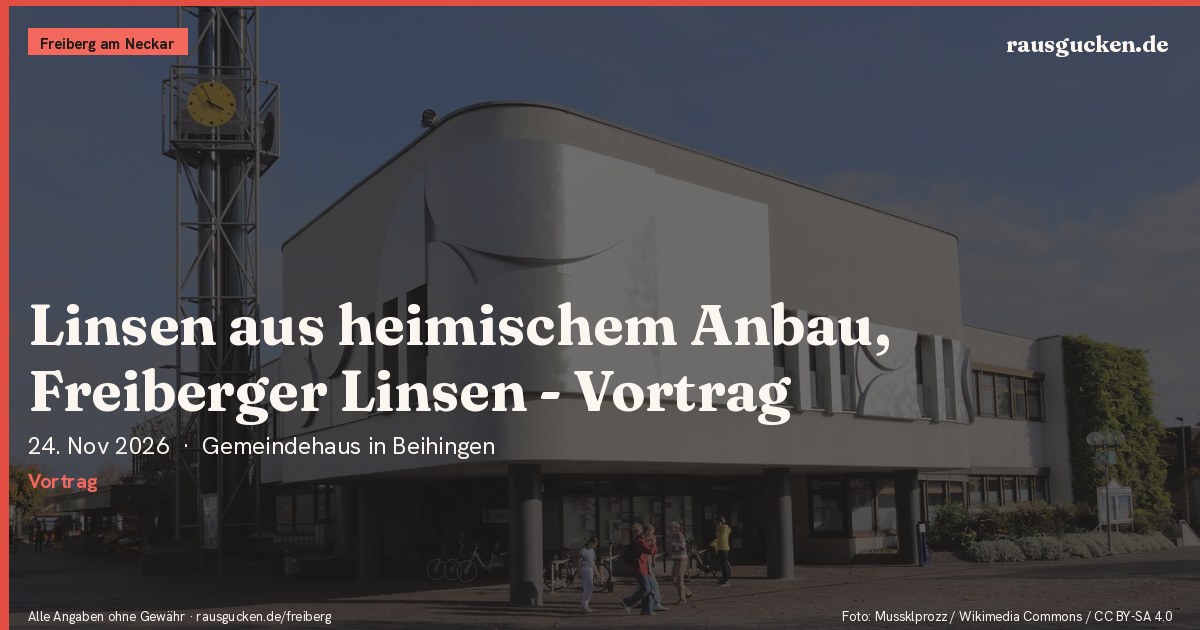 Freiberg am Neckar
rausgucken.de
Linsen aus heimischem Anbau,
Freiberger Linsen - Vortrag
24. Nov 2026 · Gemeindehaus in Beihingen
Vortrag
Alle Angaben ohne Gewähr · rausgucken.de/freiberg
Foto: Mussklprozz / Wikimedia Commons / CC BY-SA 4.0